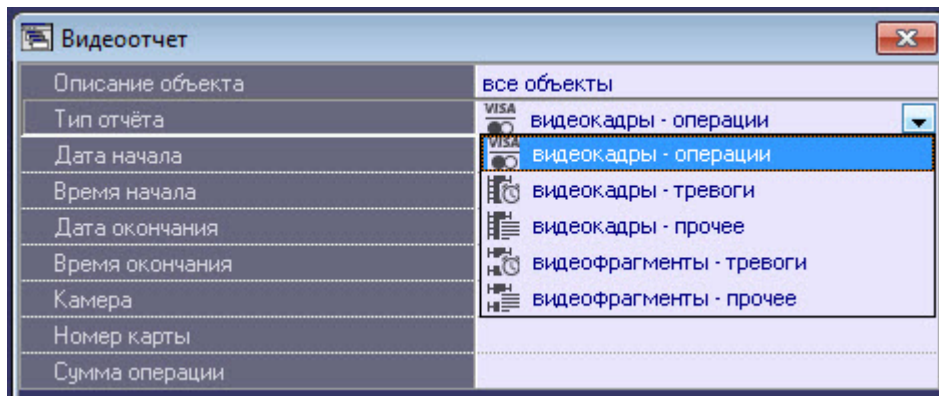 Видеоотчет
Описание объекта все объекты
Тип отчёта VISA видеокадры - операции
Дата начала VISA видеокадры - операции
Время начала видеокадры - тревоги
Дата окончания видеокадры - прочее
Время окончания видеофрагменты - тревоги
Камера видеофрагменты - прочее
Номер карты
Сумма операции